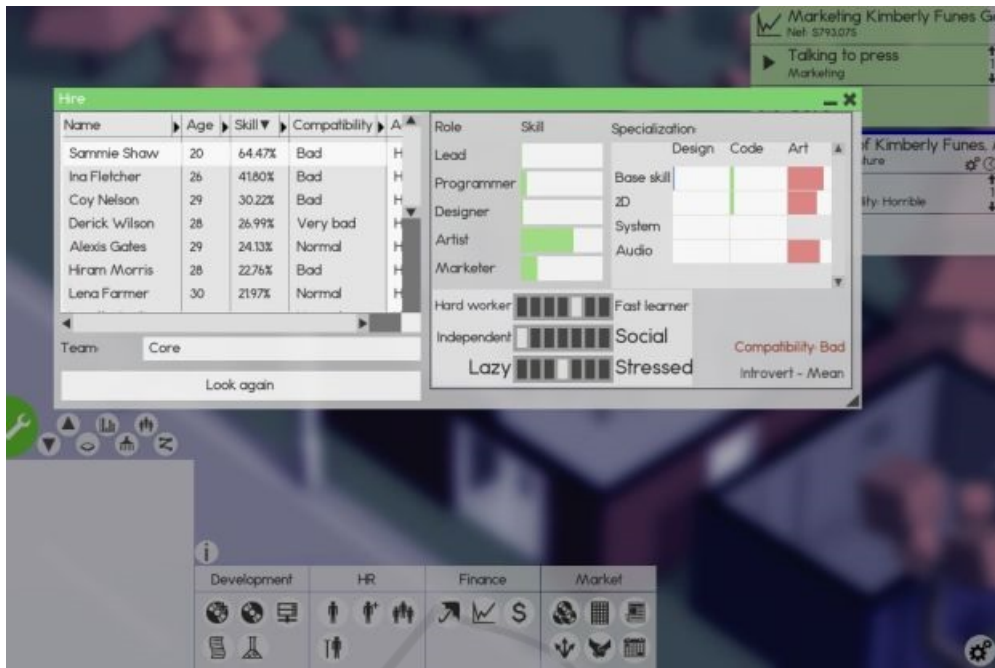 Marketing Kimberly Funes G
Net: $793,075
Talking to press
Marketing
Hire
Name Age Skill▼ Compatibility A
Sammie Shaw 20 64.47% Bad H
Ina Fletcher 26 41.80% Bad H
Coy Nelson 29 30.22% Bad H
Derick Wilson 28 26.99% Very bad H
Alexis Gates 29 24.13% Normal H
Hiram Morris 28 22.76% Bad H
Lena Farmer 30 21.97% Normal H
Team: Core
Look again
Role Skill
Lead
Programmer
Designer
Artist
Marketer
Specialization:
Design Code Art
Base skill
2D
System
Audio
Hard worker Fast learner
Independent Social
Lazy Stressed
Compatibility: Bad
Introvert - Mean
of Kimberly Funes,
ity: Horrible
Development HR Finance Market